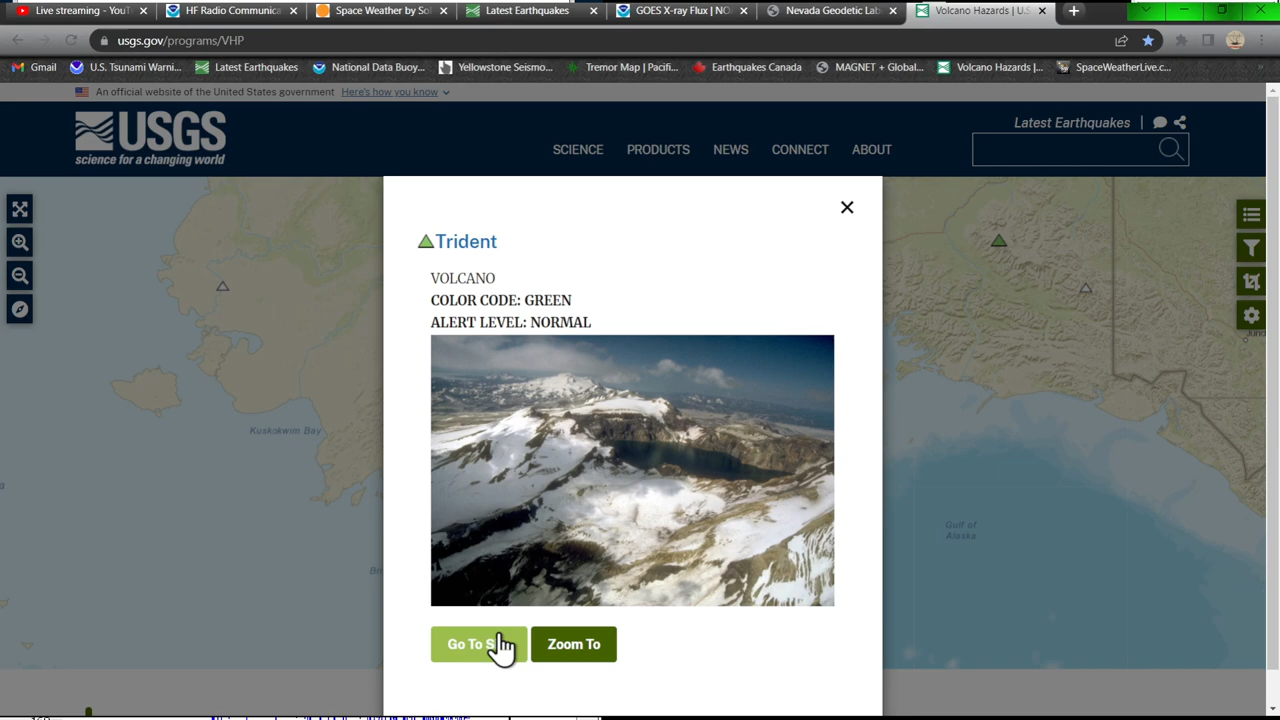 Live streaming - YouT
HF Radio Communica
Space Weather by So
Latest Earthquakes
GOES X-ray Flux | NO
Nevada Geodetic Lab
Volcano Hazards | U.S.
usgs.gov/programs/VHP
Gmail
U.S. Tsunami Warni...
Latest Earthquakes
National Data Buoy...
Yellowstone Seismo...
Tremor Map | Pacifi...
Earthquakes Canada
MAGNET + Global...
Volcano Hazards |...
SpaceWeatherLive.c...
An official website of the United States government Here's how you know
USGS
science for a changing world
Latest Earthquakes |
SCIENCE PRODUCTS NEWS CONNECT ABOUT
Trident
VOLCANO
COLOR CODE: GREEN
ALERT LEVEL: NORMAL
Kuskokwim Bay
Gulf of
Alaska
Go To S
Zoom To